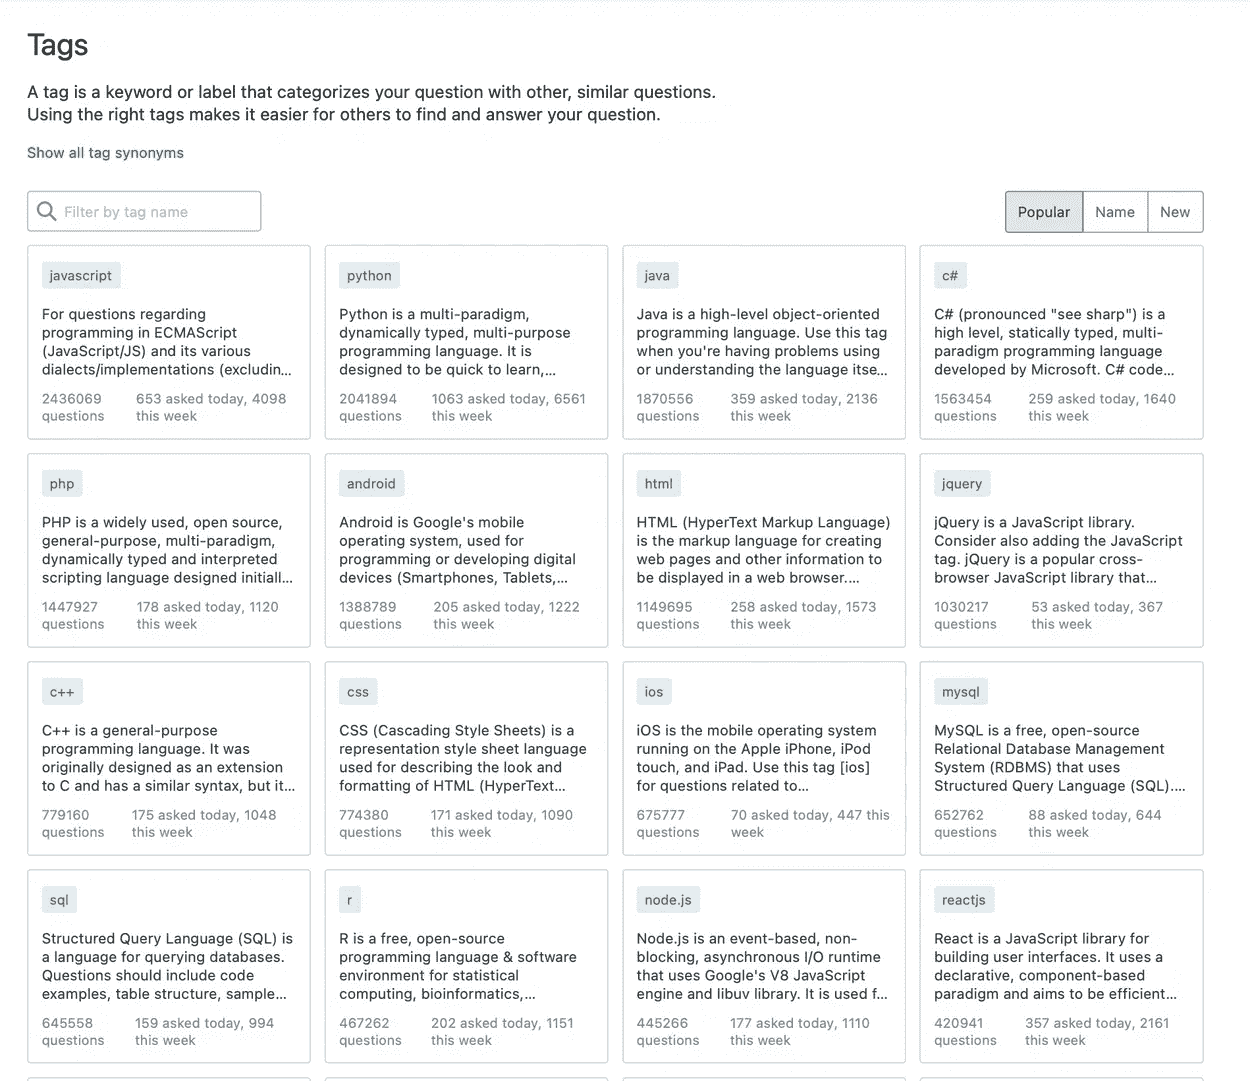 Tags
A tag is a keyword or label that categorizes your question with other, similar questions.
Using the right tags makes it easier for others to find and answer your question.
Show all tag synonyms
Filter by tag name
Popular Name New
javascript
For questions regarding
programming in ECMAScript
(JavaScript/JS) and its various
dialects/implementations (excludin...
2436069
questions
653 asked today, 4098
this week
python
Python is a multi-paradigm,
dynamically typed, multi-purpose
programming language. It is
designed to be quick to learn,...
2041894
questions
1063 asked today, 6561
this week
java
Java is a high-level object-oriented
programming language. Use this tag
when you're having problems using
or understanding the language itse...
1870556
questions
359 asked today, 2136
this week
c#
C# (pronounced "see sharp") is a
high level, statically typed, multi-
paradigm programming language
developed by Microsoft. C# code...
1563454
questions
259 asked today, 1640
this week
php
PHP is a widely used, open source,
general-purpose, multi-paradigm,
dynamically typed and interpreted
scripting language designed initiall...
1447927
questions
178 asked today, 1120
this week
android
Android is Google's mobile
operating system, used for
programming or developing digital
devices (Smartphones, Tablets,...
1388789
questions
205 asked today, 1222
this week
html
HTML (HyperText Markup Language)
is the markup language for creating
web pages and other information to
be displayed in a web browser....
1149695
questions
258 asked today, 1573
this week
jquery
jQuery is a JavaScript library.
Consider also adding the JavaScript
tag. jQuery is a popular cross-
browser JavaScript library that...
1030217
questions
53 asked today, 367
this week
c++
C++ is a general-purpose
programming language. It was
originally designed as an extension
to C and has a similar syntax, but it...
779160
questions
175 asked today, 1048
this week
css
CSS (Cascading Style Sheets) is a
representation style sheet language
used for describing the look and
formatting of HTML (HyperText...
774380
questions
171 asked today, 1090
this week
ios
iOS is the mobile operating system
running on the Apple iPhone, iPod
touch, and iPad. Use this tag [ios]
for questions related to...
675777
questions
70 asked today, 447 this
week
mysql
MySQL is a free, open-source
Relational Database Management
System (RDBMS) that uses
Structured Query Language (SQL)....
652762
questions
88 asked today, 644
this week
sql
Structured Query Language (SQL) is
a language for querying databases.
Questions should include code
examples, table structure, sample...
645558
questions
159 asked today, 994
this week
r
R is a free, open-source
programming language & software
environment for statistical
computing, bioinformatics,...
467262
questions
202 asked today, 1151
this week
node.js
Node.js is an event-based, non-
blocking, asynchronous I/O runtime
that uses Google's V8 JavaScript
engine and libuv library. It is used f...
445266
questions
177 asked today, 1110
this week
reactjs
React is a JavaScript library for
building user interfaces. It uses a
declarative, component-based
paradigm and aims to be efficient...
420941
questions
357 asked today, 2161
this week